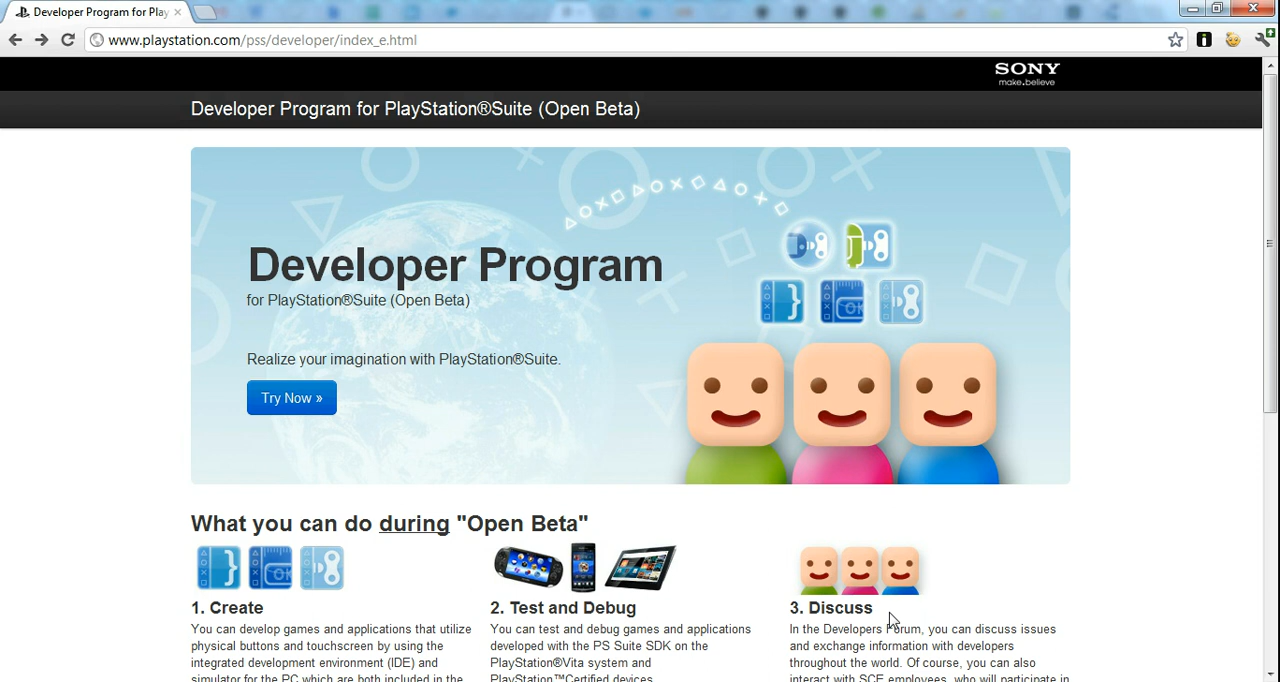 Developer Program for Play
www.playstation.com/pss/developer/index_e.html
SONY
make.believe
Developer Program for PlayStation®Suite (Open Beta)
Developer Program
for PlayStation®Suite (Open Beta)
Realize your imagination with PlayStation®Suite.
Try Now »
What you can do during "Open Beta"
1. Create
You can develop games and applications that utilize
physical buttons and touchscreen by using the
integrated development environment (IDE) and
simulator for the PC which are both included in the
2. Test and Debug
You can test and debug games and applications
developed with the PS Suite SDK on the
PlayStation®Vita system and
PlayStation™Certified devices.
3. Discuss
In the Developers Forum, you can discuss issues
and exchange information with developers
throughout the world. Of course, you can also
interact with SCE employees, who will participate in